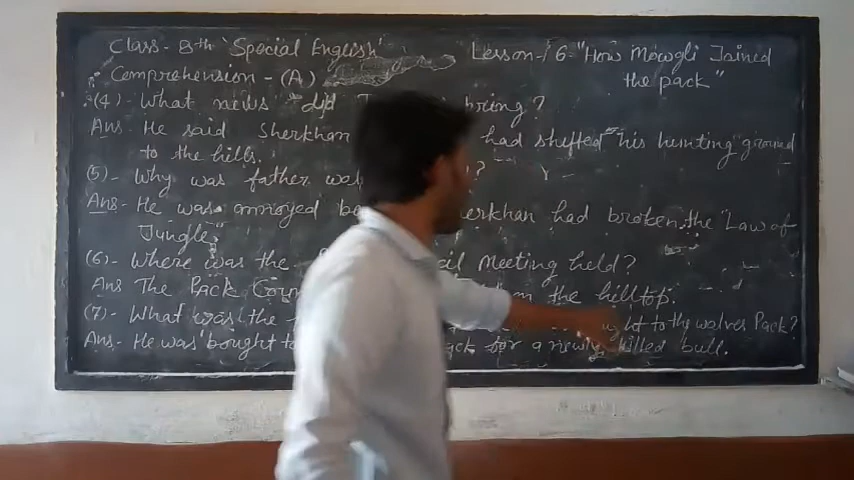 Class- 8th "Special English" Lesson-16-"How Mowgli Joined
Comprehension-(A) the pack"
(4)- What news did bring?
Ans- He said Sherkhan had shifted his hunting ground
to the hills.
(5)- Why was father ?
Ans- He was annoyed Sherkhan had broken the "Law of
Jungle."
(6)- Where was the Meeting held?
Ans The Pack the hilltop.
(7)- What was the to the wolves Pack?
Ans- He was bought for a newly killed bull.